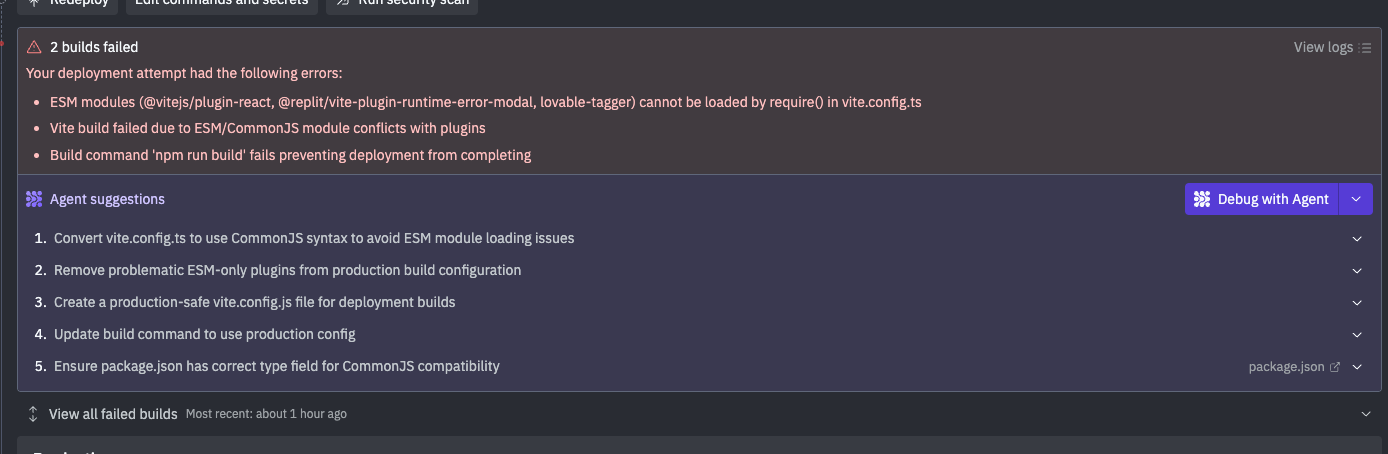 Redeploy Edit commands and secrets Run security scan
2 builds failed View logs
Your deployment attempt had the following errors:
• ESM modules (@vitejs/plugin-react, @replit/vite-plugin-runtime-error-modal, lovable-tagger) cannot be loaded by require() in vite.config.ts
• Vite build failed due to ESM/CommonJS module conflicts with plugins
• Build command 'npm run build' fails preventing deployment from completing
Agent suggestions Debug with Agent
1. Convert vite.config.ts to use CommonJS syntax to avoid ESM module loading issues
2. Remove problematic ESM-only plugins from production build configuration
3. Create a production-safe vite.config.js file for deployment builds
4. Update build command to use production config
5. Ensure package.json has correct type field for CommonJS compatibility package.json
View all failed builds Most recent: about 1 hour ago